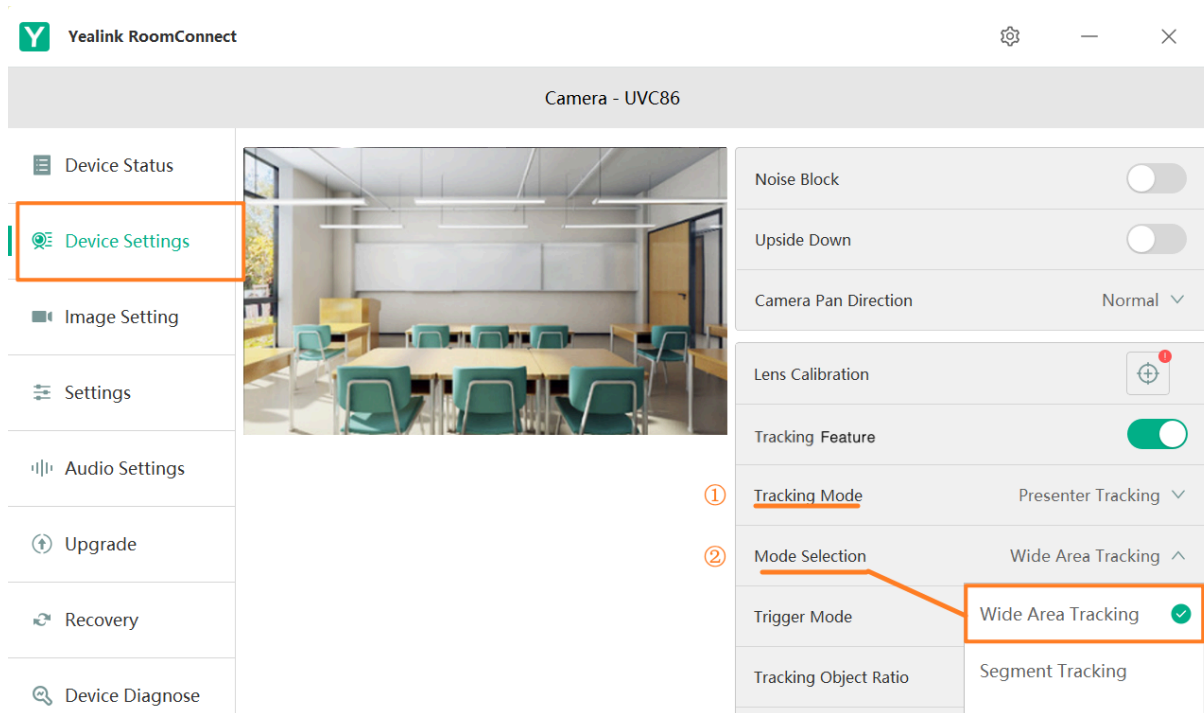 Y Yealink RoomConnect
Camera - UVC86
Device Status
Device Settings
Image Setting
Settings
Audio Settings
Upgrade
Recovery
Device Diagnose
Noise Block
Upside Down
Camera Pan Direction Normal
Lens Calibration
!
Tracking Feature
① Tracking Mode Presenter Tracking
② Mode Selection Wide Area Tracking
Trigger Mode
Wide Area Tracking
Tracking Object Ratio
Segment Tracking